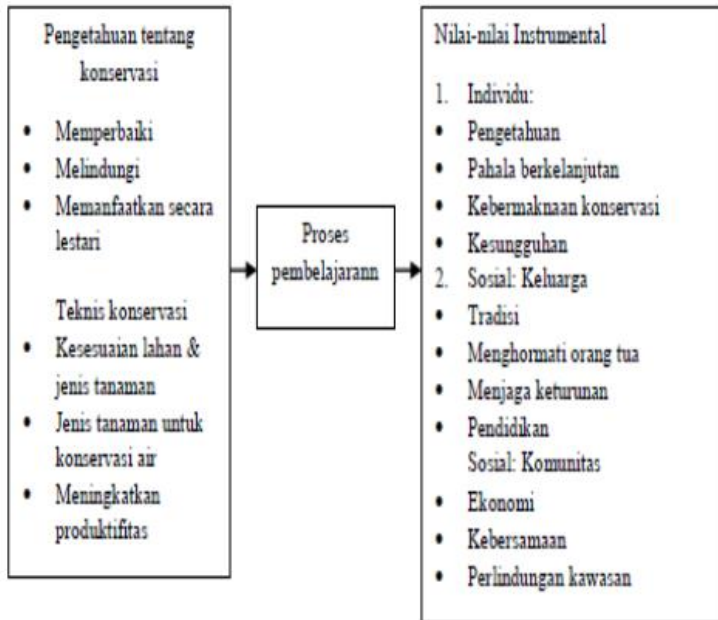 Pengetahuan tentang
konservasi
• Memperbaiki
• Melindungi
• Memanfaatkan secara
lestari
Teknis konservasi
• Kesesuaian lahan &
jenis tanaman
• Jenis tanaman untuk
konservasi air
• Meningkatkan
produktifitas
Proses
pembelajarann
Nilai-nilai Instrumental
1. Individu:
• Pengetahuan
• Pahala berkelanjutan
• Kebermaknaan konservasi
• Kesungguhan
2. Sosial: Keluarga
• Tradisi
• Menghormati orang tua
• Menjaga keturunan
• Pendidikan
Sosial: Komunitas
• Ekonomi
• Kebersamaan
• Perlindungan kawasan